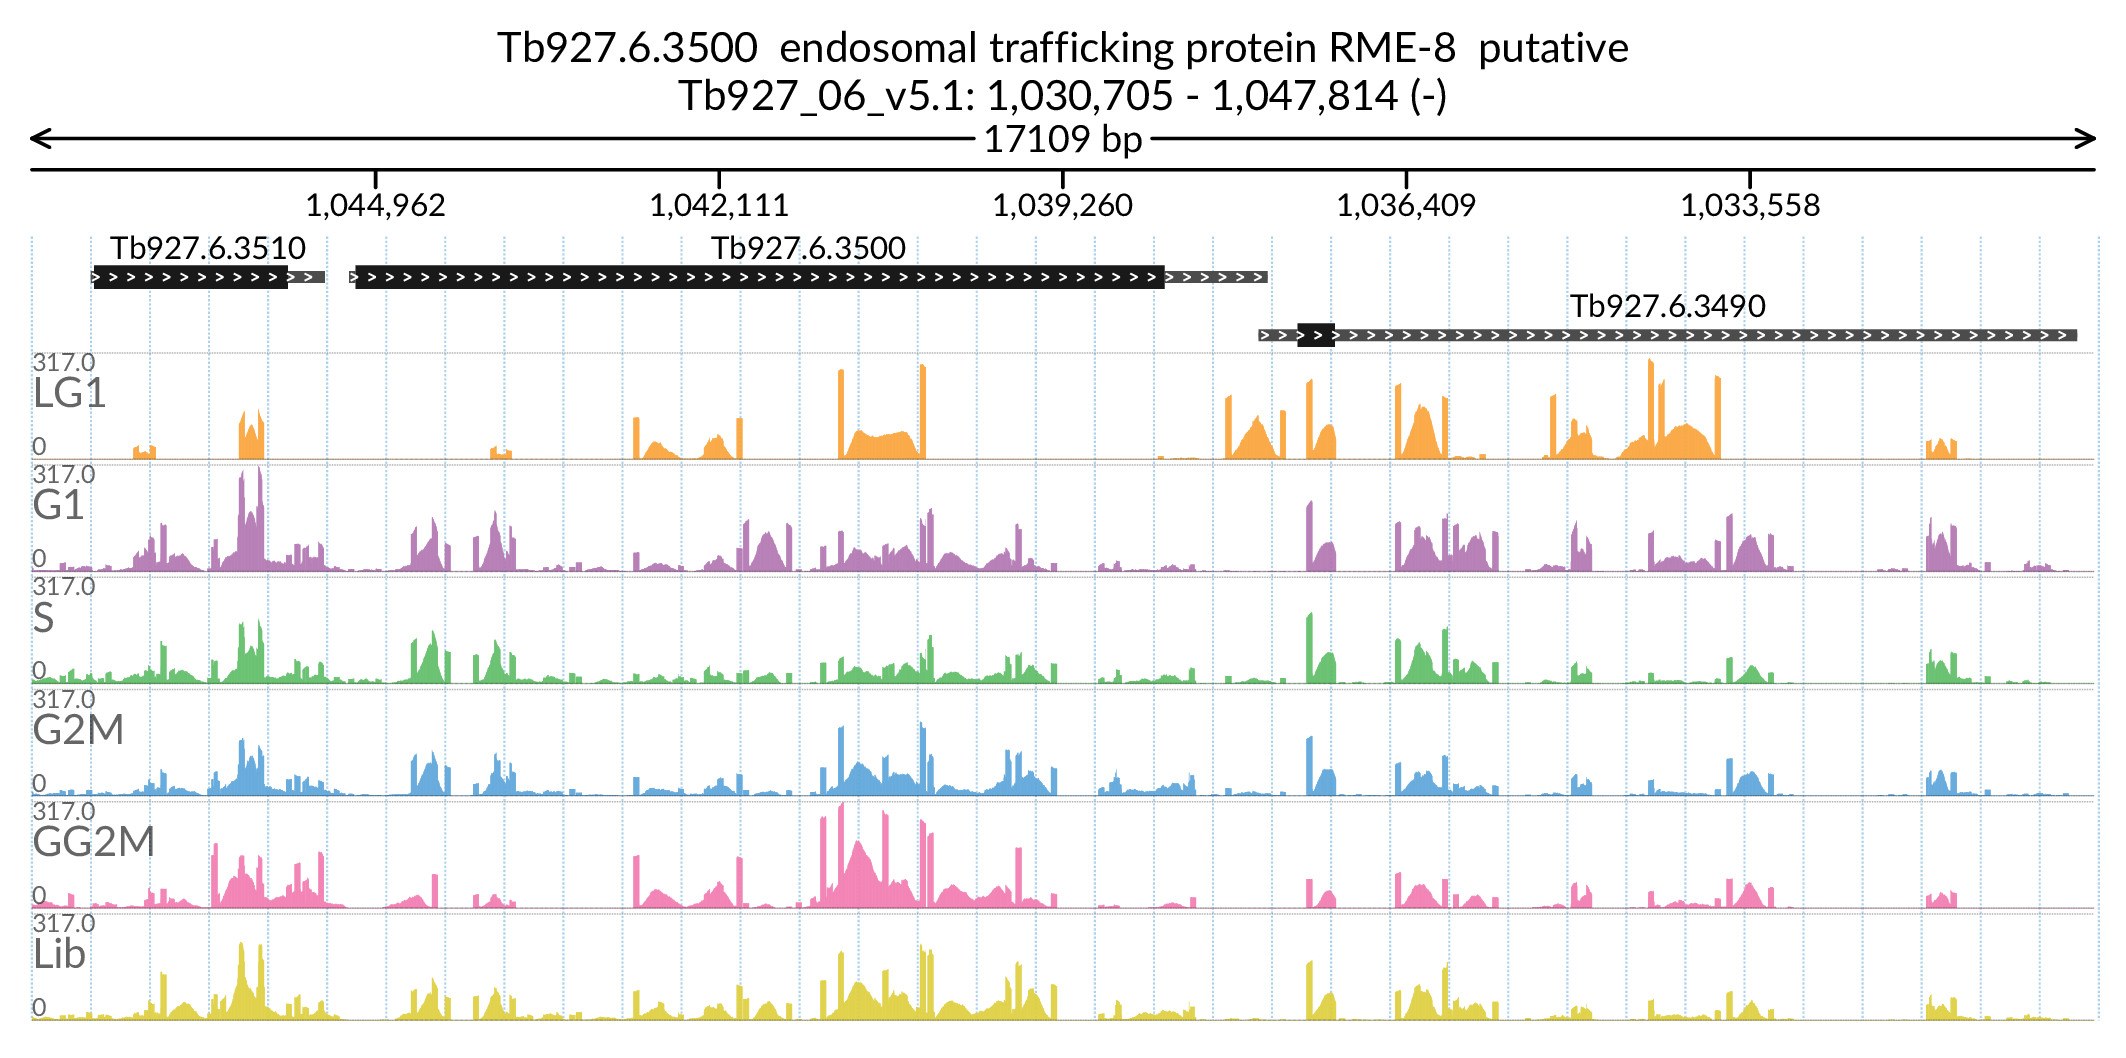 Tb927.6.3500  endosomal trafficking protein RME-8  putative
Tb927_06_v5.1: 1,030,705 - 1,047,814 (-)
17109 bp
1,044,962 1,042,111 1,039,260 1,036,409 1,033,558
Tb927.6.3510 Tb927.6.3500
Tb927.6.3490
317.0
LG1
0
317.0
G1
0
317.0
S
0
317.0
G2M
0
317.0
GG2M
0
317.0
Lib
0